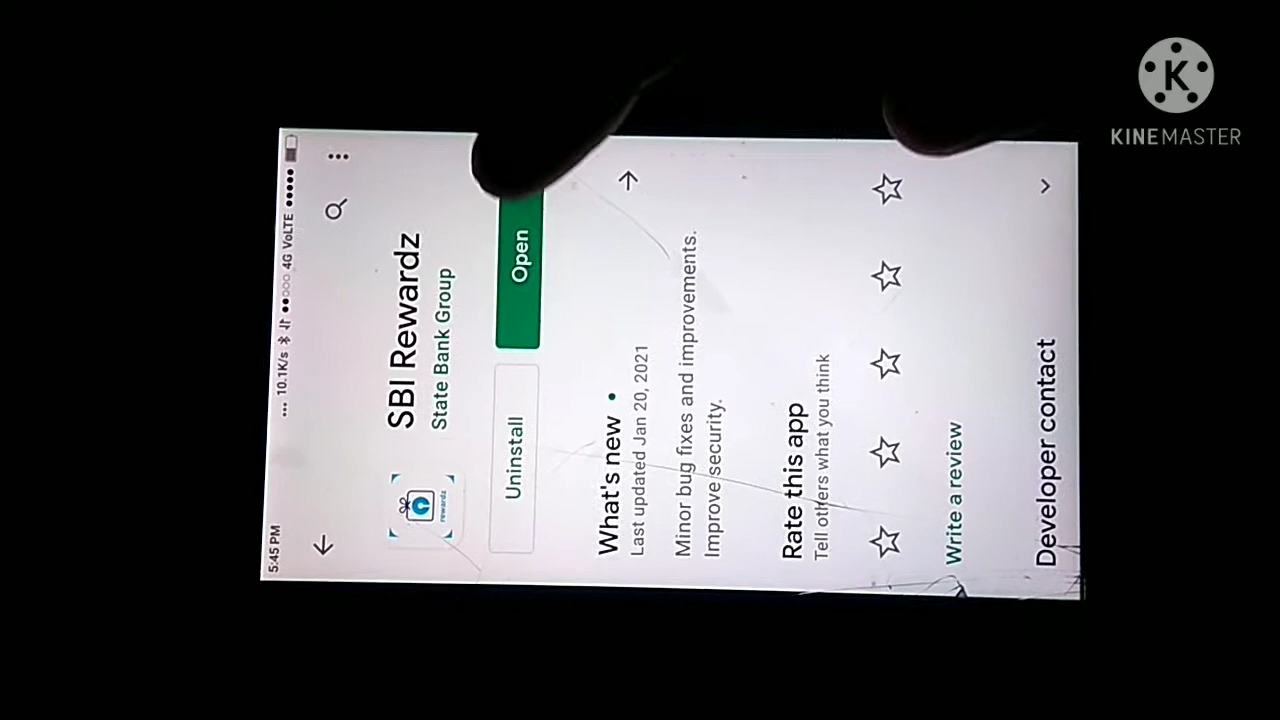 5:45 PM
... 10.1K/s 4G VoLTE
SBI Rewardz
State Bank Group
rewardz
Uninstall
Open
What's new
Last updated Jan 20, 2021
Minor bug fixes and improvements.
Improve security.
Rate this app
Tell others what you think
Write a review
Developer contact
K
KINEMASTER